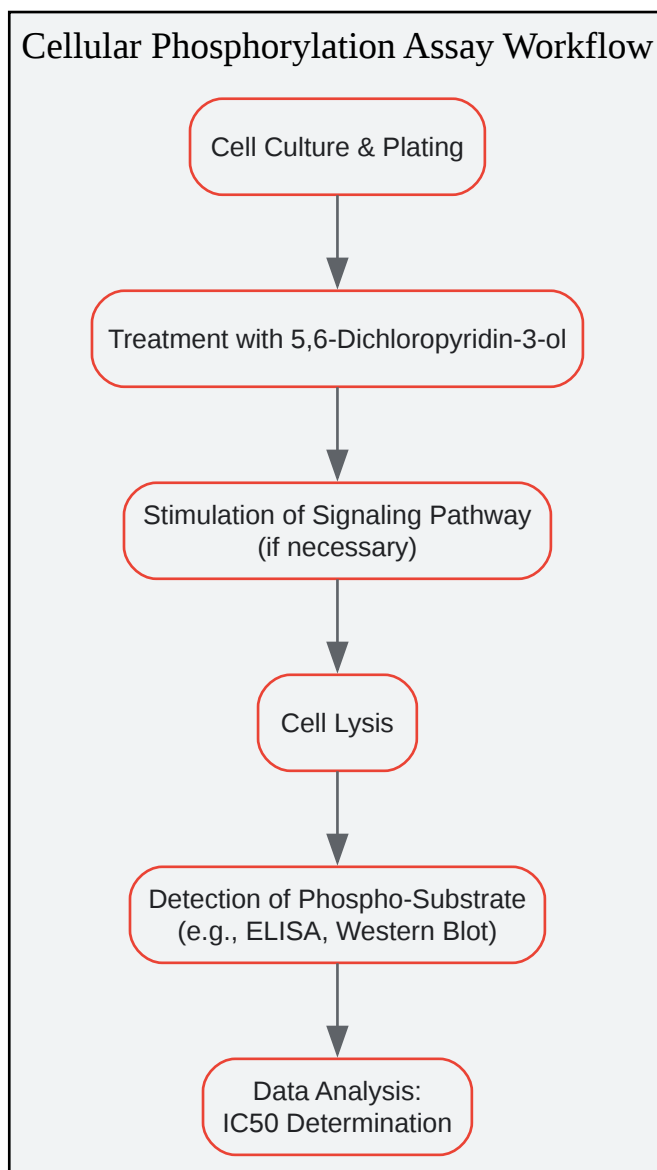 Cellular Phosphorylation Assay Workflow
Cell Culture & Plating
Treatment with 5,6-Dichloropyridin-3-ol
Stimulation of Signaling Pathway
(if necessary)
Cell Lysis
Detection of Phospho-Substrate
(e.g., ELISA, Western Blot)
Data Analysis:
IC50 Determination